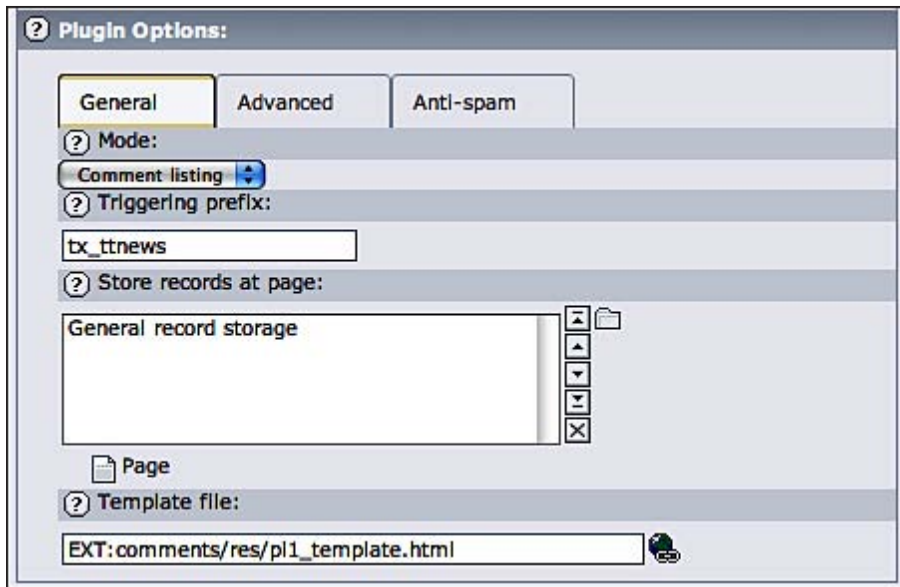 ? Plugin Options:
General Advanced Anti-spam
? Mode:
Comment listing
? Triggering prefix:
tx_ttnews
? Store records at page:
General record storage
Page
? Template file:
EXT:comments/res/pi1_template.html